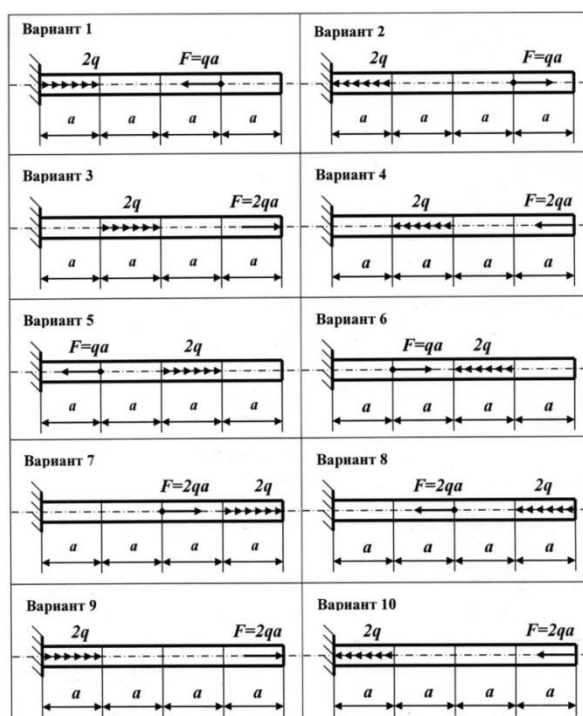 Вариант 1
2q F=qa
a a a a
Вариант 2
2q F=qa
a a a a
Вариант 3
2q F=2qa
a a a a
Вариант 4
2q F=2qa
a a a a
Вариант 5
F=qa 2q
a a a a
Вариант 6
F=qa 2q
a a a a
Вариант 7
F=2qa 2q
a a a a
Вариант 8
F=2qa 2q
a a a a
Вариант 9
2q F=2qa
a a a a
Вариант 10
2q F=2qa
a a a a